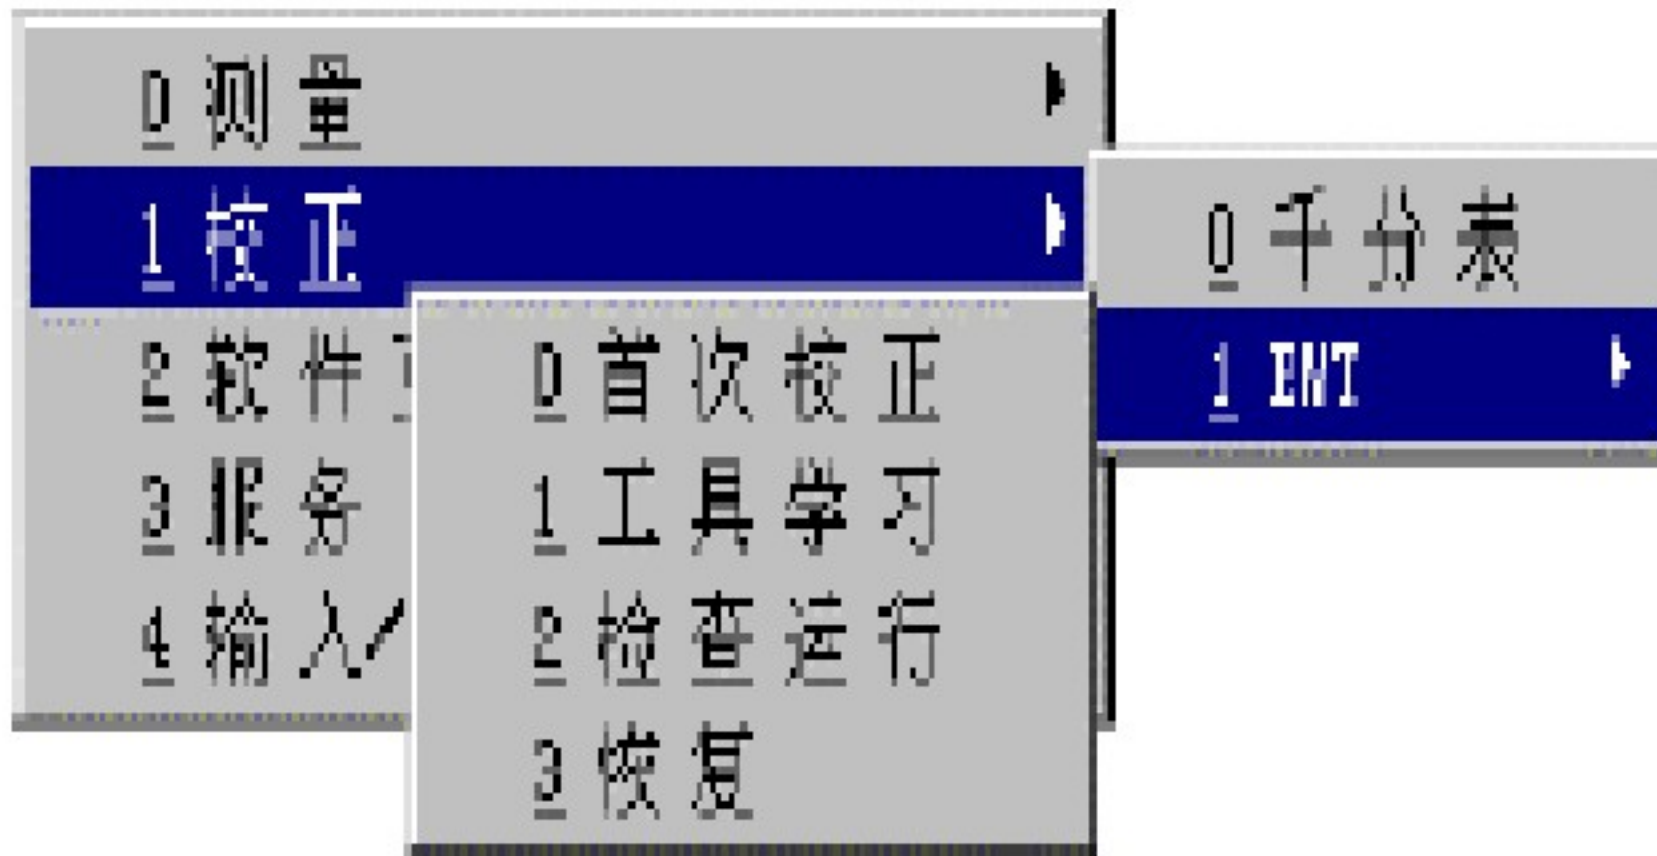 0 测量
1 校正
2 软件
3 服务
4 输入/
0 千分表
1 ENT
0 首次校正
1 工具学习
2 检查运行
3 恢复